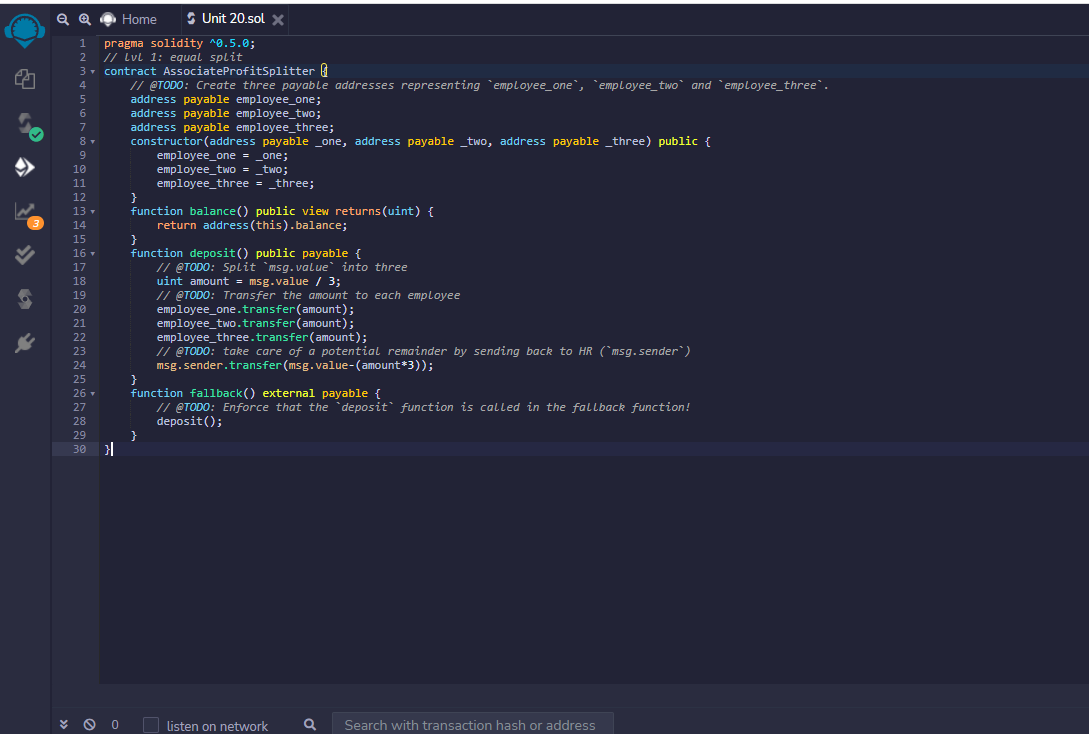 Home
Unit 20.sol
1 pragma solidity ^0.5.0;
2 // lvl 1: equal split
3 contract AssociateProfitSplitter {
4 // @TODO: Create three payable addresses representing `employee_one`, `employee_two` and `employee_three`.
5 address payable employee_one;
6 address payable employee_two;
7 address payable employee_three;
8 constructor(address payable _one, address payable _two, address payable _three) public {
9 employee_one = _one;
10 employee_two = _two;
11 employee_three = _three;
12 }
13 function balance() public view returns(uint) {
14 return address(this).balance;
15 }
16 function deposit() public payable {
17 // @TODO: Split `msg.value` into three
18 uint amount = msg.value / 3;
19 // @TODO: Transfer the amount to each employee
20 employee_one.transfer(amount);
21 employee_two.transfer(amount);
22 employee_three.transfer(amount);
23 // @TODO: take care of a potential remainder by sending back to HR (`msg.sender`)
24 msg.sender.transfer(msg.value-(amount*3));
25 }
26 function fallback() external payable {
27 // @TODO: Enforce that the `deposit` function is called in the fallback function!
28 deposit();
29 }
30 }
3
0 listen on network Search with transaction hash or address